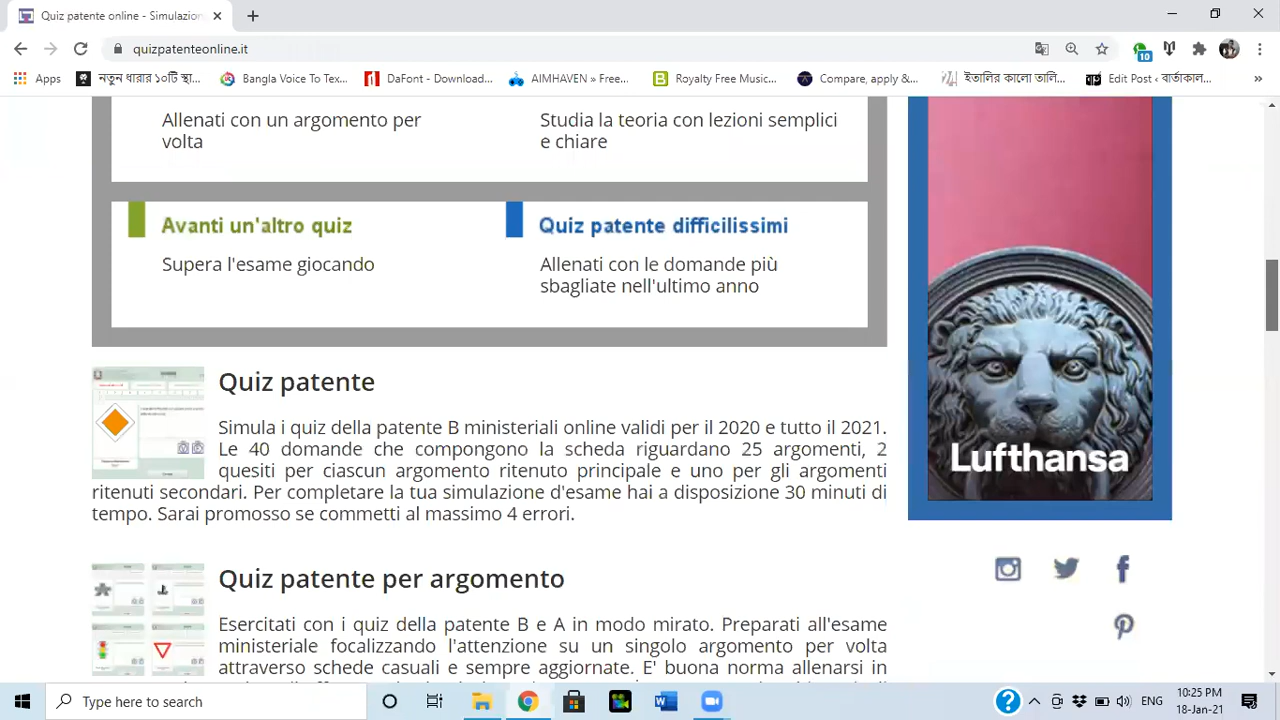 Quiz patente online - Simulazion
quizpatenteonline.it
10
Apps
নতুন ধারার ১০টি স্থা...
Bangla Voice To Tex...
DaFont - Download...
AIMHAVEN » Free...
Royalty Free Music...
Compare, apply &...
ইতালির কালো তালি...
Edit Post ‹ বার্তাকাল...
»
Allenati con un argomento per
volta
Studia la teoria con lezioni semplici
e chiare
Avanti un'altro quiz
Supera l'esame giocando
Quiz patente difficilissimi
Allenati con le domande più
sbagliate nell'ultimo anno
Lufthansa
Quiz patente
Simula i quiz della patente B ministeriali online validi per il 2020 e tutto il 2021.
Le 40 domande che compongono la scheda riguardano 25 argomenti, 2
quesiti per ciascun argomento ritenuto principale e uno per gli argomenti
ritenuti secondari. Per completare la tua simulazione d'esame hai a disposizione 30 minuti di
tempo. Sarai promosso se commetti al massimo 4 errori.
Quiz patente per argomento
Esercitati con i quiz della patente B e A in modo mirato. Preparati all'esame
ministeriale focalizzando l'attenzione su un singolo argomento per volta
attraverso schede casuali e sempre aggiornate. E' buona norma allenarsi in
Type here to search
ENG
10:25 PM
18-Jan-21